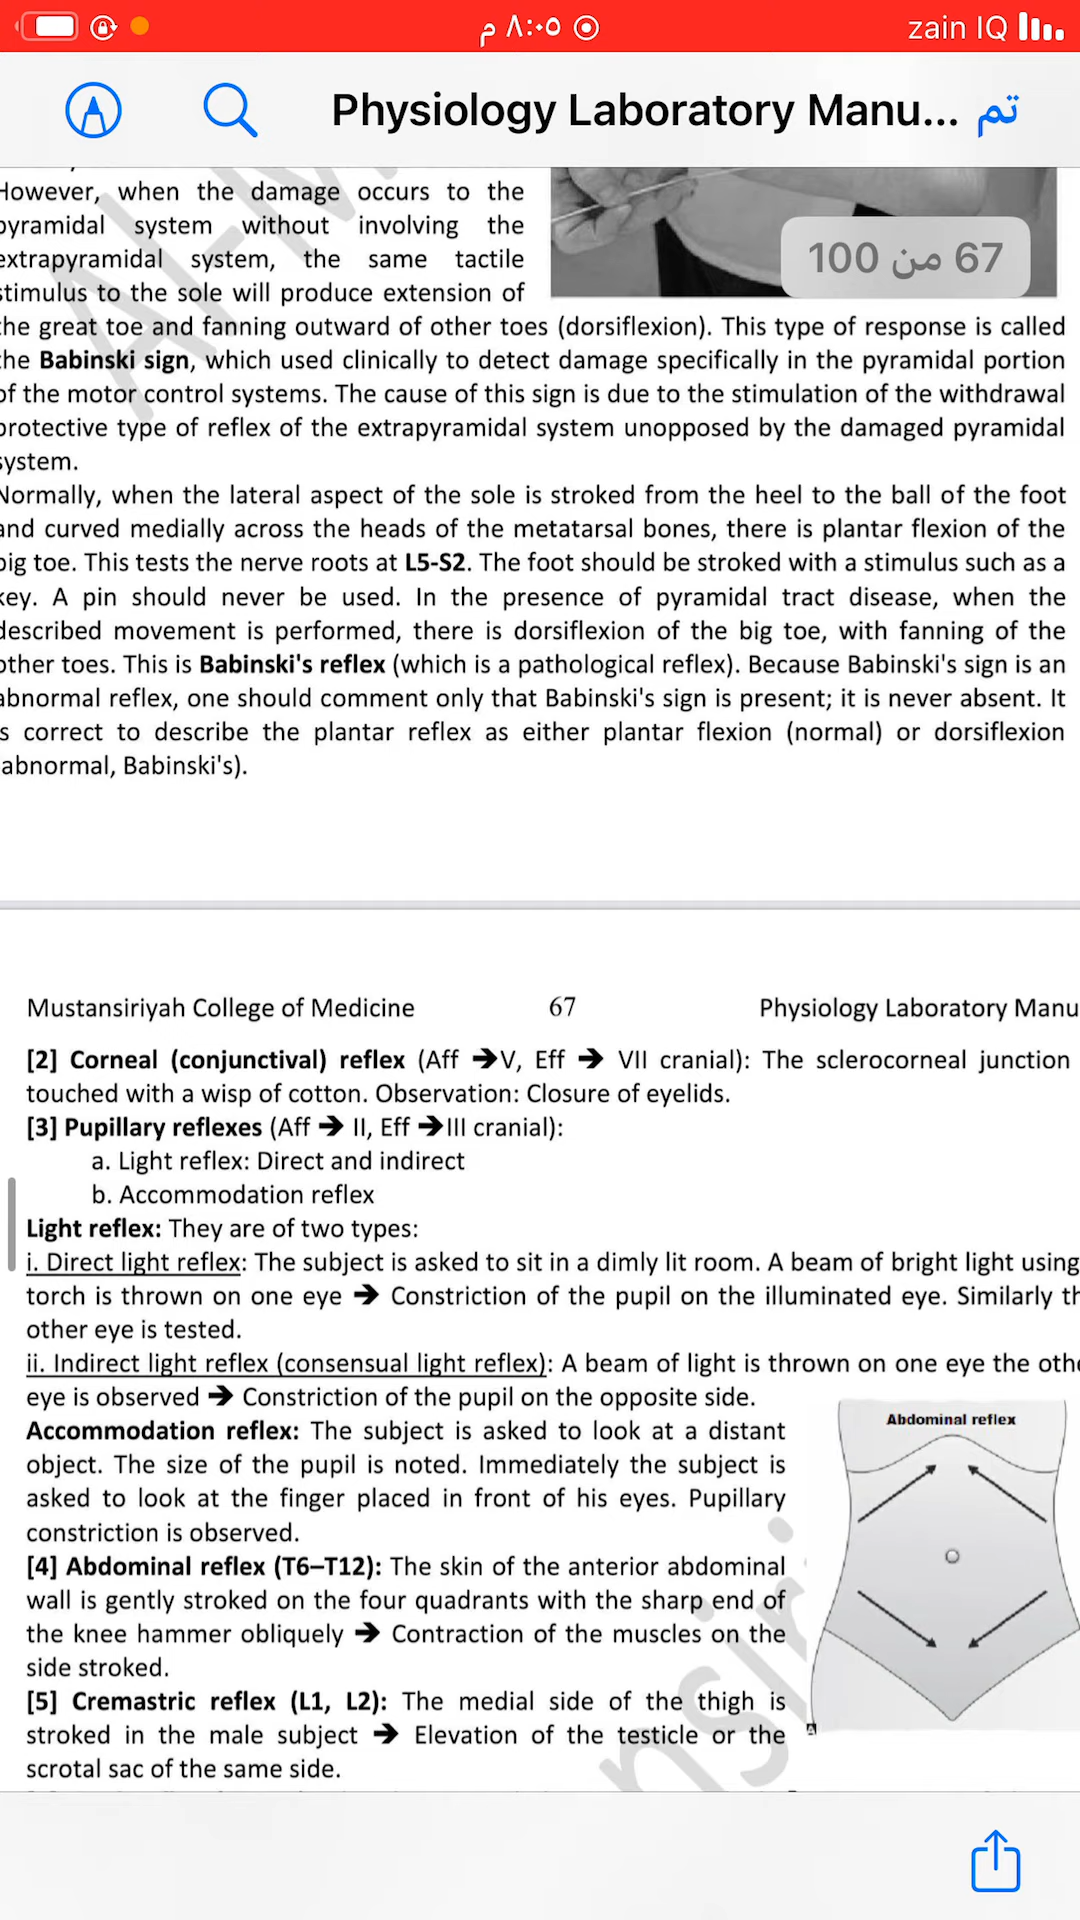 ٨:٠٥ م
zain IQ
Physiology Laboratory Manu...
تم
67 من 100
However, when the damage occurs to the
pyramidal system without involving the
extrapyramidal system, the same tactile
stimulus to the sole will produce extension of
the great toe and fanning outward of other toes (dorsiflexion). This type of response is called
the Babinski sign, which used clinically to detect damage specifically in the pyramidal portion
of the motor control systems. The cause of this sign is due to the stimulation of the withdrawal
protective type of reflex of the extrapyramidal system unopposed by the damaged pyramidal
system.
Normally, when the lateral aspect of the sole is stroked from the heel to the ball of the foot
and curved medially across the heads of the metatarsal bones, there is plantar flexion of the
big toe. This tests the nerve roots at L5-S2. The foot should be stroked with a stimulus such as a
key. A pin should never be used. In the presence of pyramidal tract disease, when the
described movement is performed, there is dorsiflexion of the big toe, with fanning of the
other toes. This is Babinski's reflex (which is a pathological reflex). Because Babinski's sign is an
abnormal reflex, one should comment only that Babinski's sign is present; it is never absent. It
s correct to describe the plantar reflex as either plantar flexion (normal) or dorsiflexion
abnormal, Babinski's).
Mustansiriyah College of Medicine 67 Physiology Laboratory Manu
[2] Corneal (conjunctival) reflex (Aff ➔V, Eff ➔ VII cranial): The sclerocorneal junction
touched with a wisp of cotton. Observation: Closure of eyelids.
[3] Pupillary reflexes (Aff ➔ II, Eff ➔III cranial):
a. Light reflex: Direct and indirect
b. Accommodation reflex
Light reflex: They are of two types:
i. Direct light reflex: The subject is asked to sit in a dimly lit room. A beam of bright light using
torch is thrown on one eye ➔ Constriction of the pupil on the illuminated eye. Similarly th
other eye is tested.
ii. Indirect light reflex (consensual light reflex): A beam of light is thrown on one eye the othe
eye is observed ➔ Constriction of the pupil on the opposite side.
Accommodation reflex: The subject is asked to look at a distant
object. The size of the pupil is noted. Immediately the subject is
asked to look at the finger placed in front of his eyes. Pupillary
constriction is observed.
[4] Abdominal reflex (T6–T12): The skin of the anterior abdominal
wall is gently stroked on the four quadrants with the sharp end of
the knee hammer obliquely ➔ Contraction of the muscles on the
side stroked.
[5] Cremastric reflex (L1, L2): The medial side of the thigh is
stroked in the male subject ➔ Elevation of the testicle or the
scrotal sac of the same side.
Abdominal reflex
A